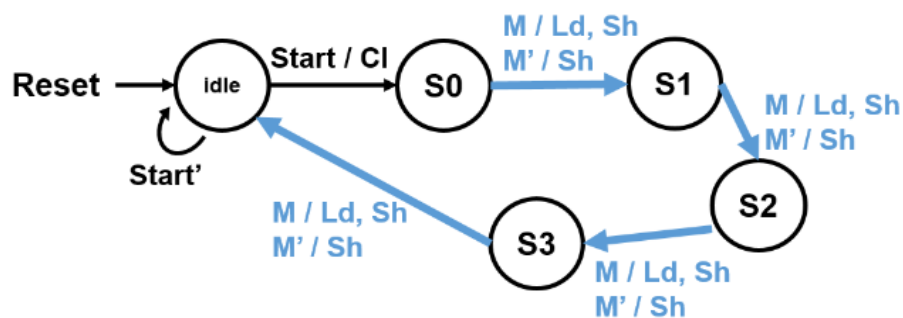 Reset
idle
Start'
Start / Cl
S0
M / Ld, Sh
M' / Sh
S1
M / Ld, Sh
M' / Sh
S2
M / Ld, Sh
M' / Sh
S3
M / Ld, Sh
M' / Sh